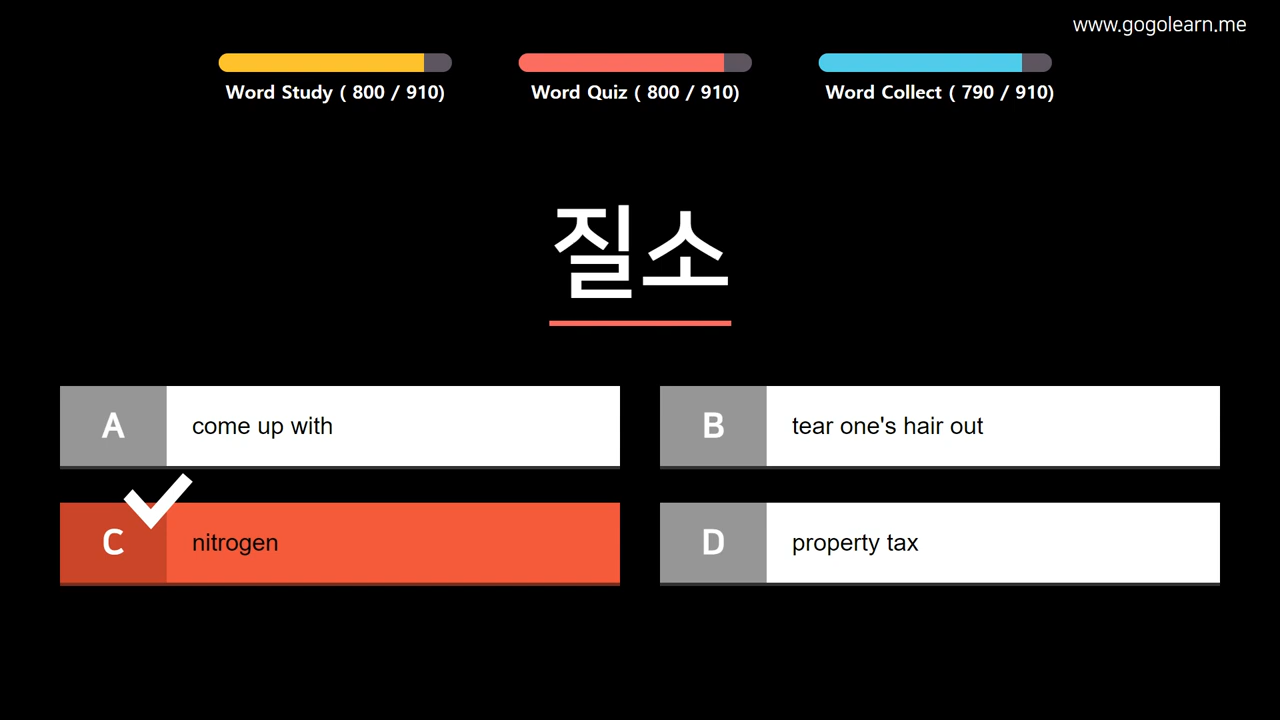 www.gogolearn.me
Word Study ( 800 / 910)
Word Quiz ( 800 / 910)
Word Collect ( 790 / 910)
질소
A
come up with
B
tear one's hair out
C
nitrogen
D
property tax